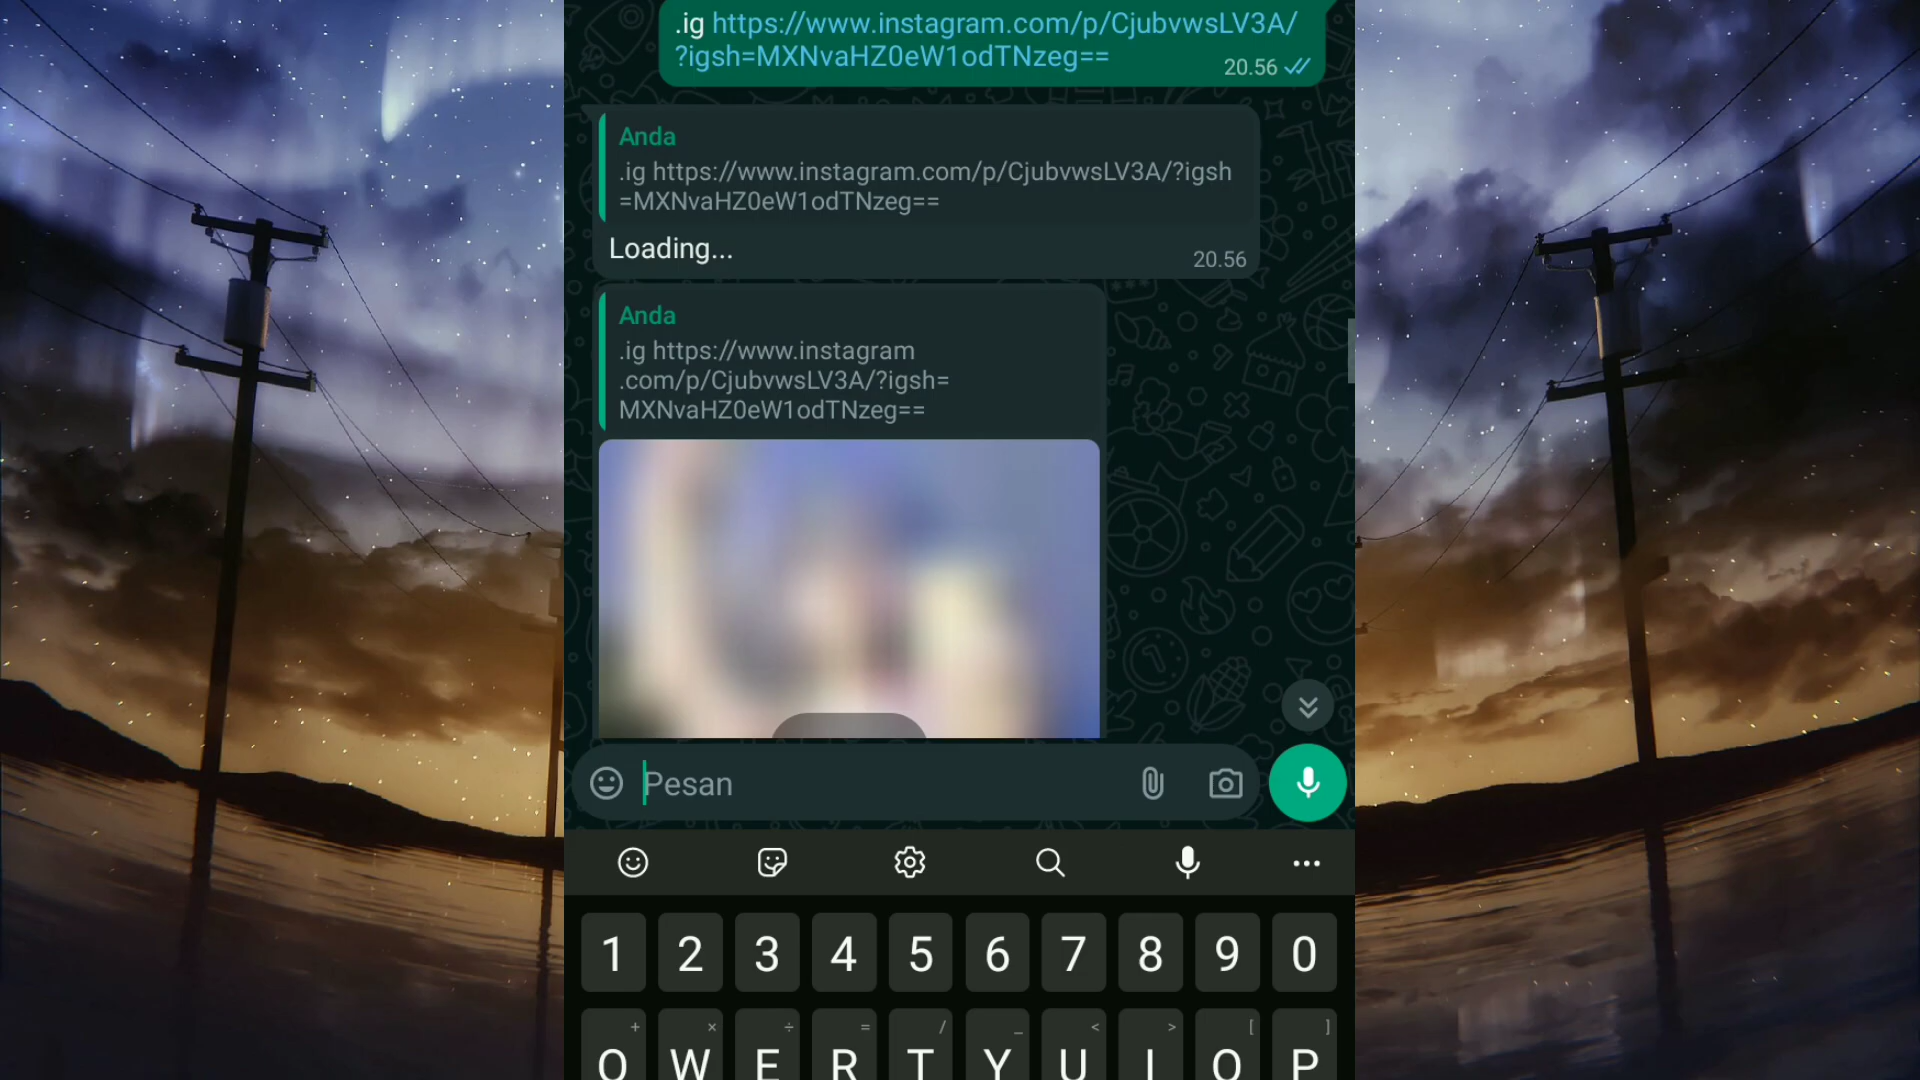 .ig https://www.instagram.com/p/CjubvwsLV3A/
?igsh=MXNvaHZ0eW1odTNzeg==
20.56
Anda
.ig https://www.instagram.com/p/CjubvwsLV3A/?igsh
=MXNvaHZ0eW1odTNzeg==
Loading...
20.56
Anda
.ig https://www.instagram
.com/p/CjubvwsLV3A/?igsh=
MXNvaHZ0eW1odTNzeg==
Pesan
1 2 3 4 5 6 7 8 9 0
+ × ÷ = / _ < > [ ]
Q W E R T Y U I O P